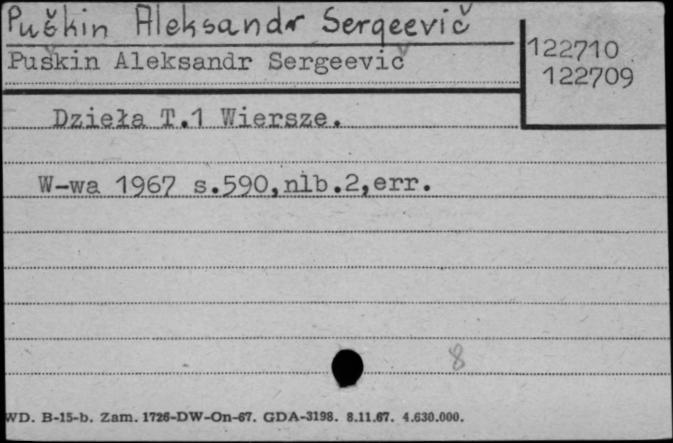 Puškin Aleksandr Sergeevič
Puškin Aleksandr Sergeevič
122710
122709
Dzieła T.1 Wiersze.
W-wa 1967 s.590,nlb.2,err.
8
WD. B-15-b. Zam. 1726-DW-On-67. GDA-3198. 8.11.67. 4.630.000.